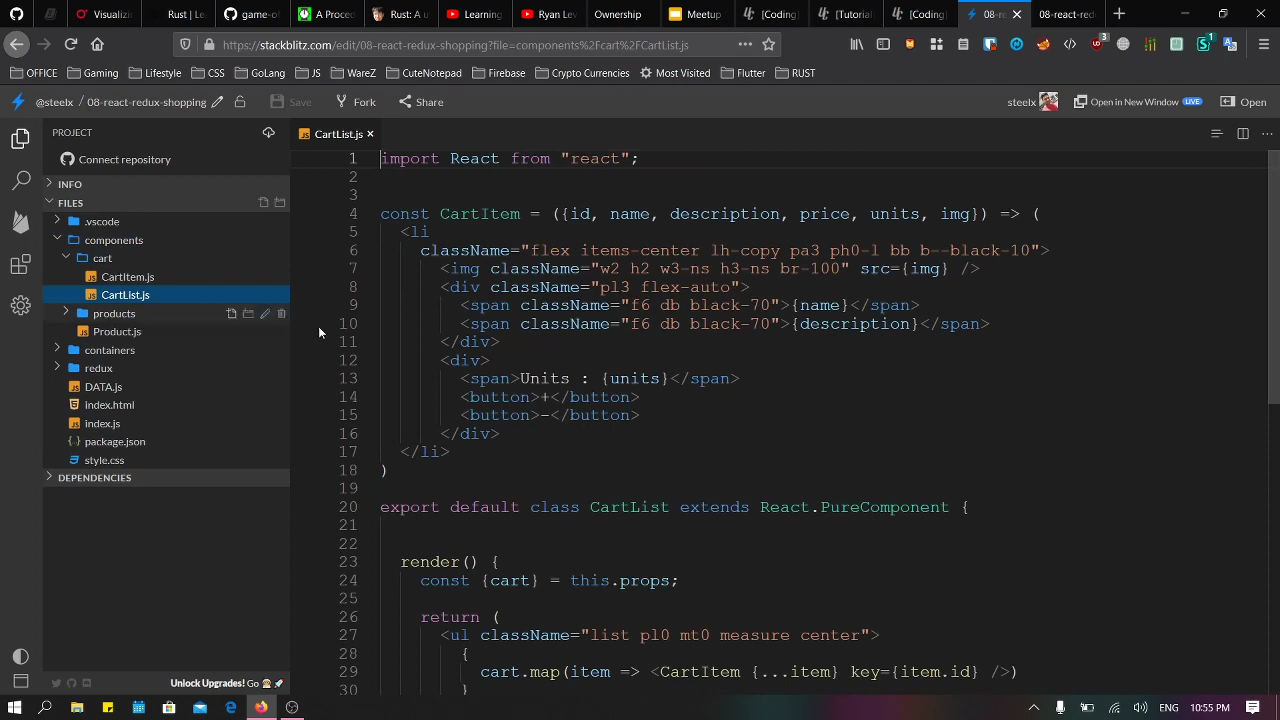 Visualizi
Rust | Le
game-of
A Proced
Rust: A u
Learning
Ryan Lev
Ownership
Meetup
[Coding]
[Tutorial
[Coding]
08-re
08-react-redu
https://stackblitz.com/edit/08-react-redux-shopping?file=components%2Fcart%2FCartList.js
3
1
OFFICE
Gaming
Lifestyle
CSS
GoLang
JS
WareZ
CuteNotepad
Firebase
Crypto Currencies
Most Visited
Flutter
RUST
@steelx / 08-react-redux-shopping
Save
Fork
Share
steelx
Open in New Window LIVE
Open
PROJECT
Connect repository
INFO
FILES
.vscode
components
cart
CartItem.js
CartList.js
products
Product.js
containers
redux
DATA.js
index.html
index.js
package.json
style.css
DEPENDENCIES
Unlock Upgrades! Go
CartList.js
1 import React from "react";
2
3
4 const CartItem = ({id, name, description, price, units, img}) => (
5 <li
6 className="flex items-center lh-copy pa3 ph0-l bb b--black-10">
7 <img className="w2 h2 w3-ns h3-ns br-100" src={img} />
8 <div className="pl3 flex-auto">
9 <span className="f6 db black-70">{name}</span>
10 <span className="f6 db black-70">{description}</span>
11 </div>
12 <div>
13 <span>Units : {units}</span>
14 <button>+</button>
15 <button>-</button>
16 </div>
17 </li>
18 )
19
20 export default class CartList extends React.PureComponent {
21
22
23 render() {
24 const {cart} = this.props;
25
26 return (
27 <ul className="list pl0 mt0 measure center">
28 {
29 cart.map(item => <CartItem {...item} key={item.id} />)
30 }
ENG
10:55 PM